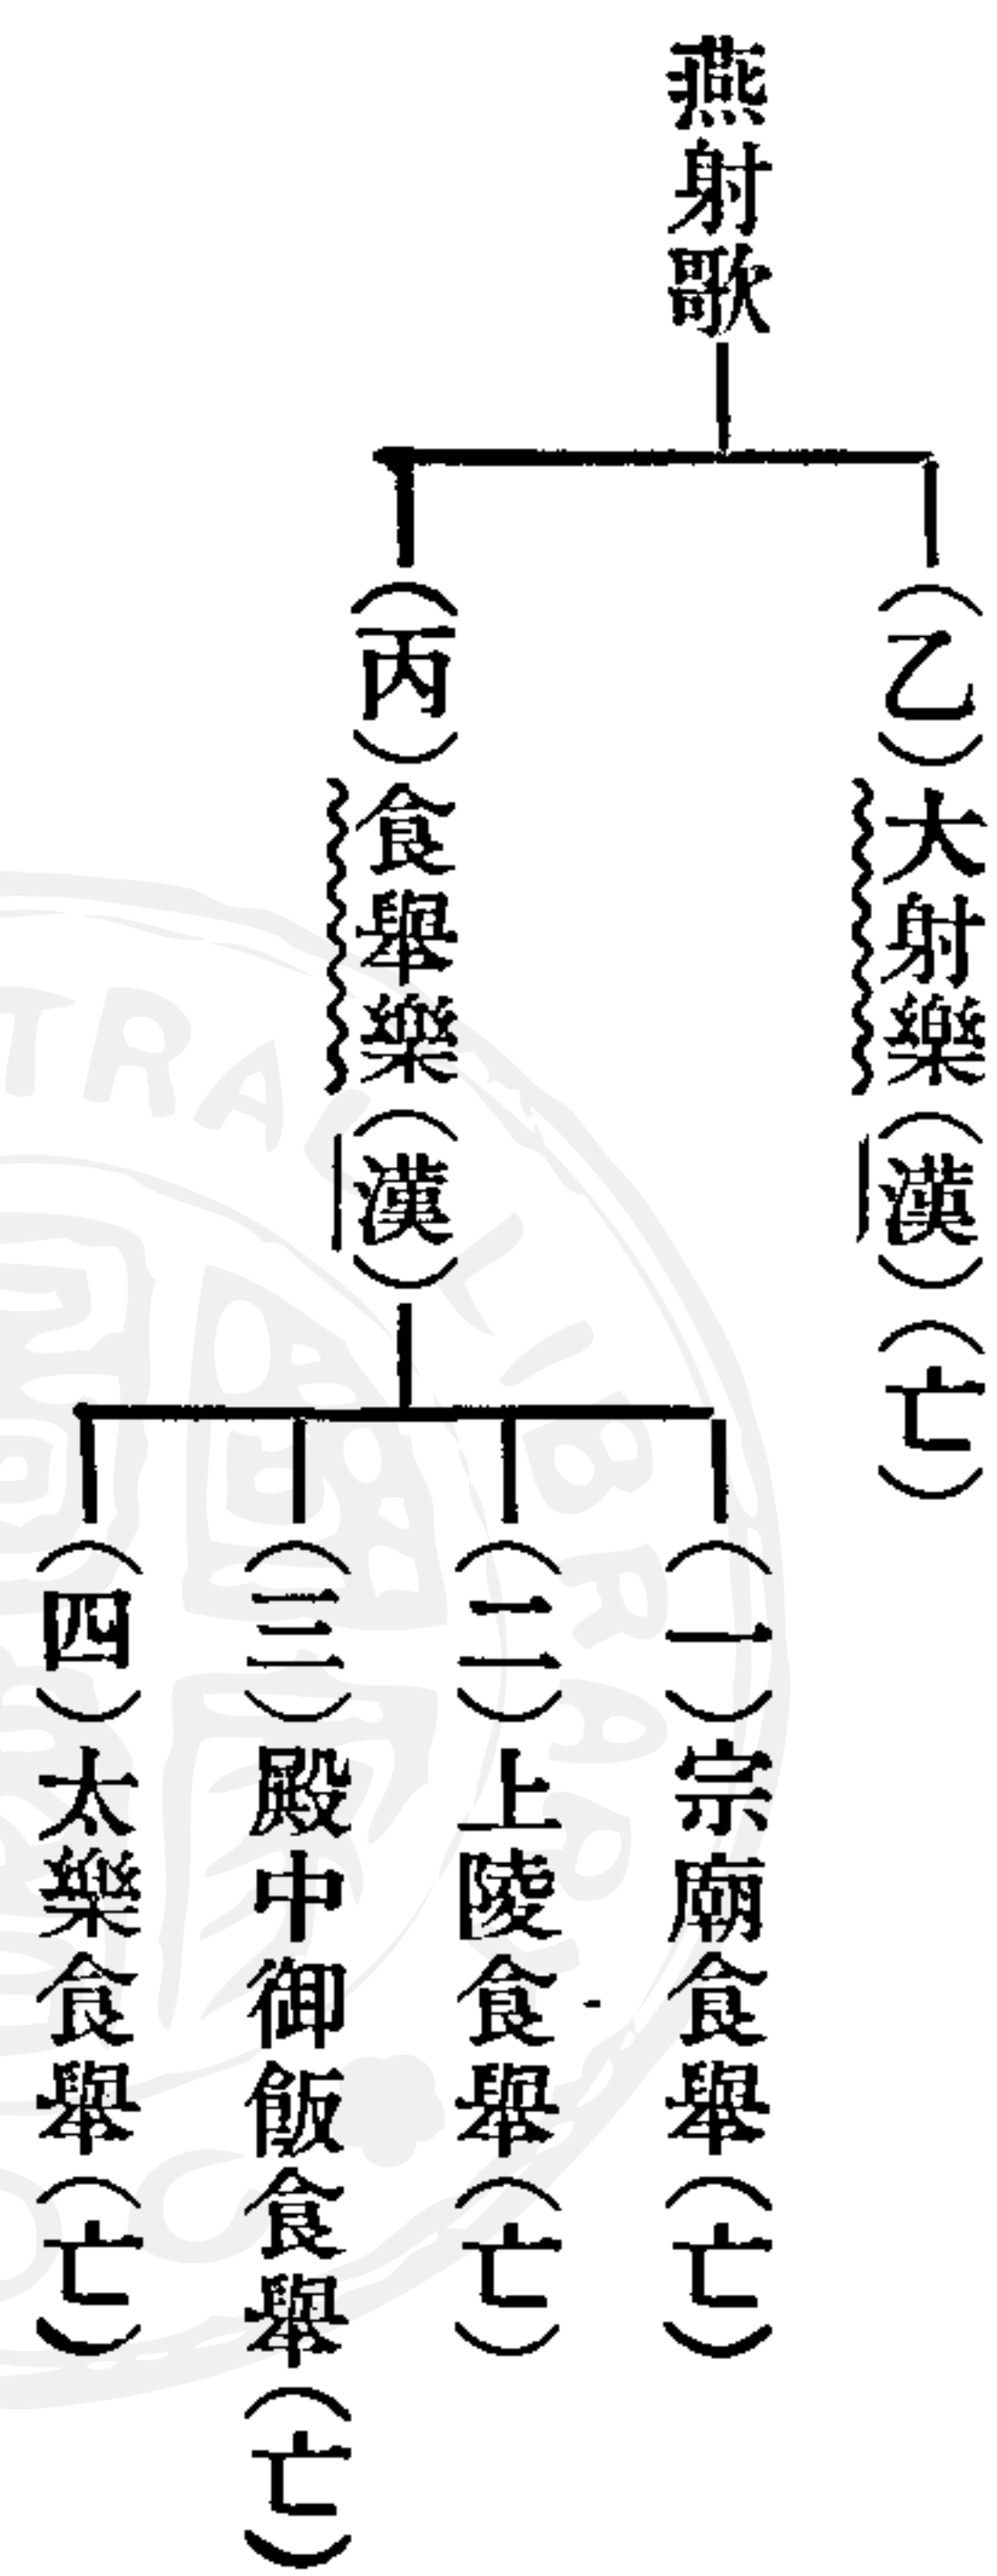 燕射歌
（乙）大射樂（漢）（亡）
（丙）食舉樂（漢）
（一）宗廟食舉（亡）
（二）上陵食舉（亡）
（三）殿中御飯食舉（亡）
（四）太樂食舉（亡）